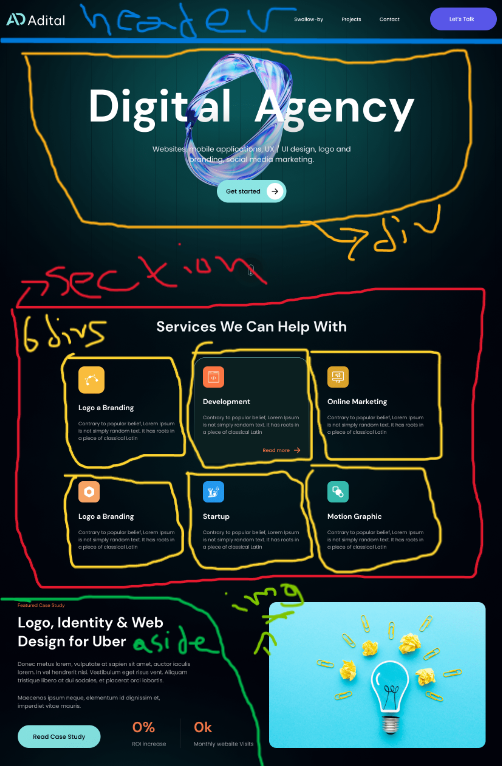 Adital
header
Swallow-by Projects Contact Let's Talk
Digital Agency
Websites, mobile applications, UX / UI design, logo and
branding, social media marketing.
Get started
div
section
6 divs
Services We Can Help With
Logo a Branding
Contrary to popular belief, Lorem Ipsum
is not simply random text. It has roots in
a piece of classical Latin
Development
Contrary to popular belief, Lorem Ipsum
is not simply random text. It has roots in
a piece of classical Latin
Read more
Online Marketing
Contrary to popular belief, Lorem Ipsum
is not simply random text. It has roots in
a piece of classical Latin
Logo a Branding
Contrary to popular belief, Lorem Ipsum
is not simply random text. It has roots in
a piece of classical Latin
Startup
Contrary to popular belief, Lorem Ipsum
is not simply random text. It has roots in
a piece of classical Latin
Motion Graphic
Contrary to popular belief, Lorem Ipsum
is not simply random text. It has roots in
a piece of classical Latin
img
Featured Case Study
Logo, Identity & Web
Design for Uber
aside
Donec metus lorem, vulputate at sapien sit amet, auctor iaculis
lorem. In vel hendrerit nisi. Vestibulum eget risus velit. Aliquam
tristique libero at dui sodales, et placerat orci lobortis.
Maecenas ipsum neque, elementum id dignissim et,
imperdiet vitae mauris.
Read Case Study
0%
ROI increase
0k
Monthly website Visits